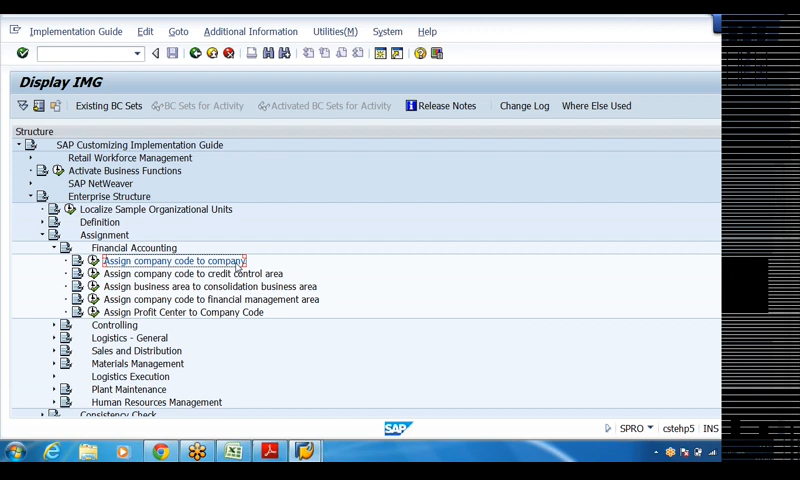 Implementation Guide Edit Goto Additional Information Utilities(M) System Help
Display IMG
Existing BC Sets BC Sets for Activity Activated BC Sets for Activity Release Notes Change Log Where Else Used
Structure
SAP Customizing Implementation Guide
Retail Workforce Management
Activate Business Functions
SAP NetWeaver
Enterprise Structure
Localize Sample Organizational Units
Definition
Assignment
Financial Accounting
Assign company code to company
Assign company code to credit control area
Assign business area to consolidation business area
Assign company code to financial management area
Assign Profit Center to Company Code
Controlling
Logistics - General
Sales and Distribution
Materials Management
Logistics Execution
Plant Maintenance
Human Resources Management
Consistency Check
SAP SPRO cstehp5 INS